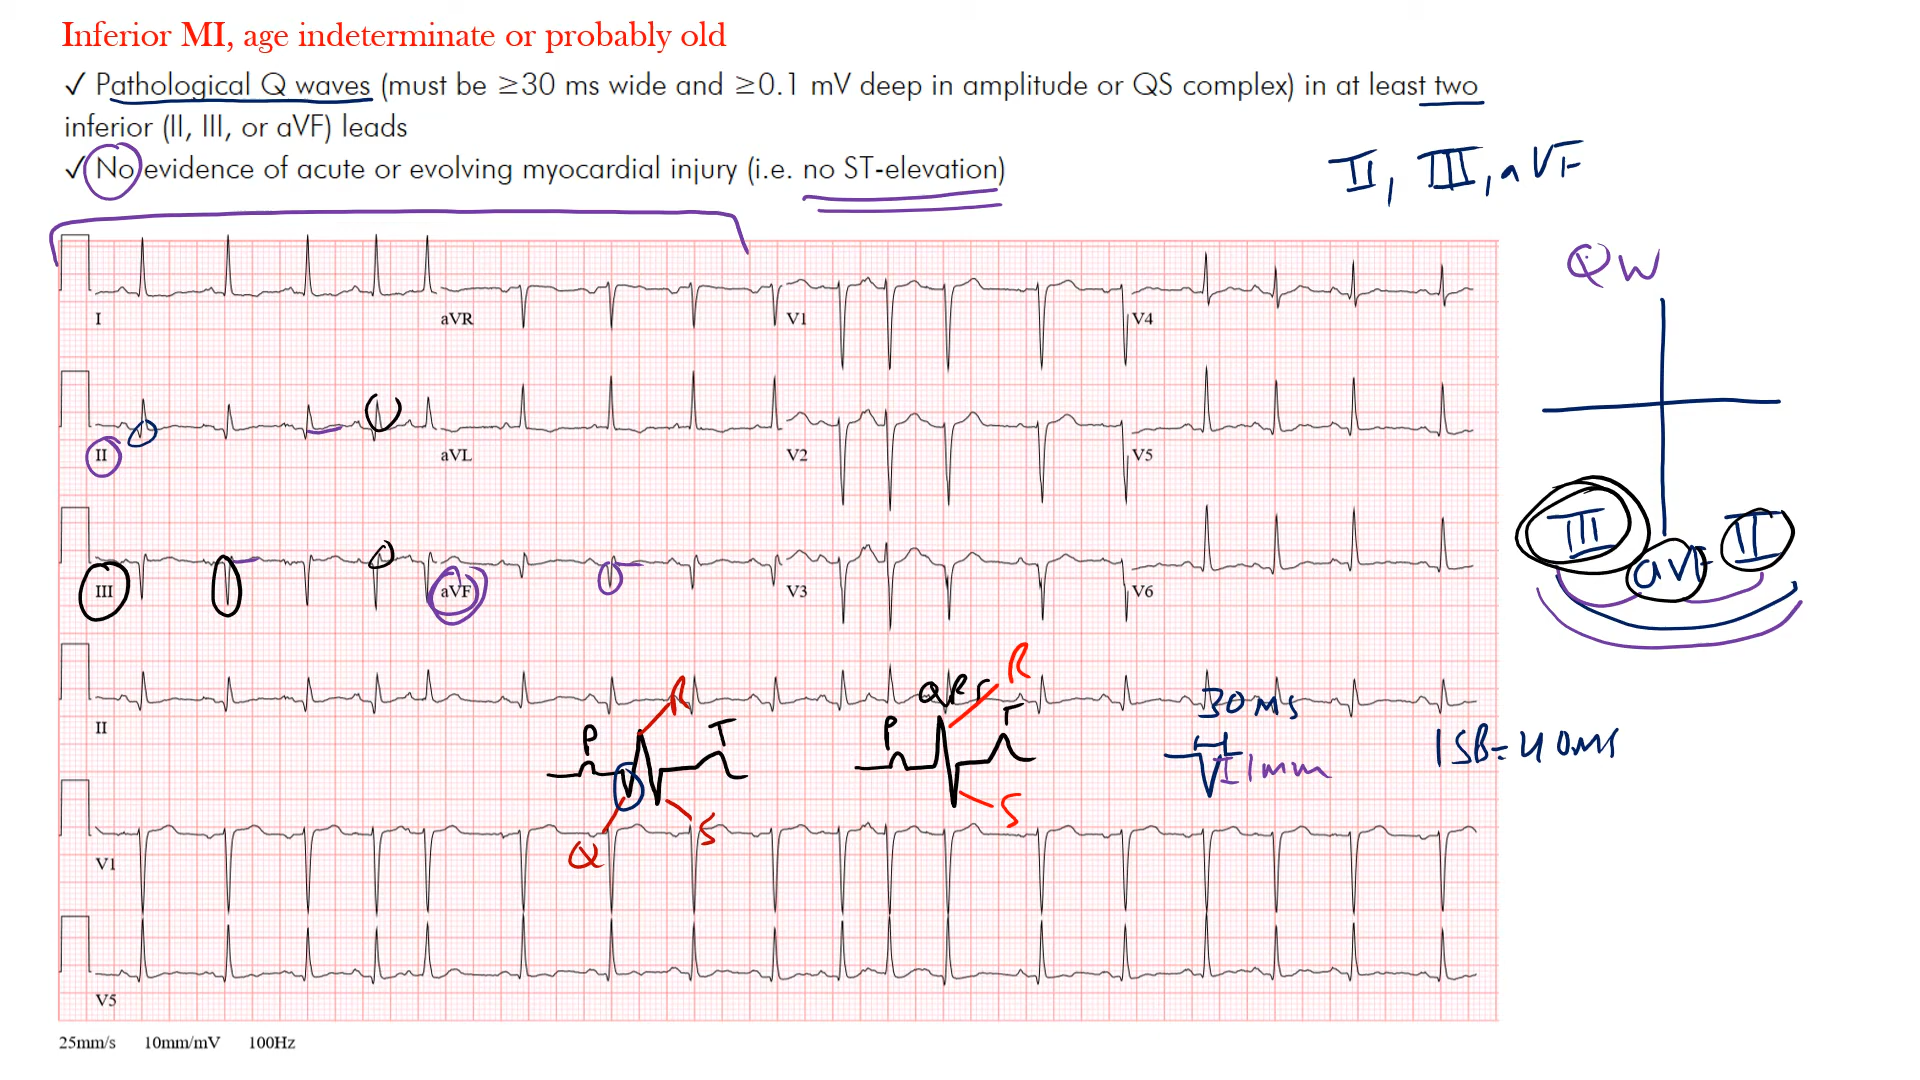 Inferior MI, age indeterminate or probably old
✓ Pathological Q waves (must be ≥30 ms wide and ≥0.1 mV deep in amplitude or QS complex) in at least two
inferior (II, III, or aVF) leads
✓ No evidence of acute or evolving myocardial injury (i.e. no ST-elevation)
II, III, aVF
QW
I aVR V1 V4
II aVL V2 V5
III aVF V3 V6
III aVF II
II
P R T Q S
P QRS R T S
30 ms
1mm
1SB=40ms
V1
V5
25mm/s 10mm/mV 100Hz